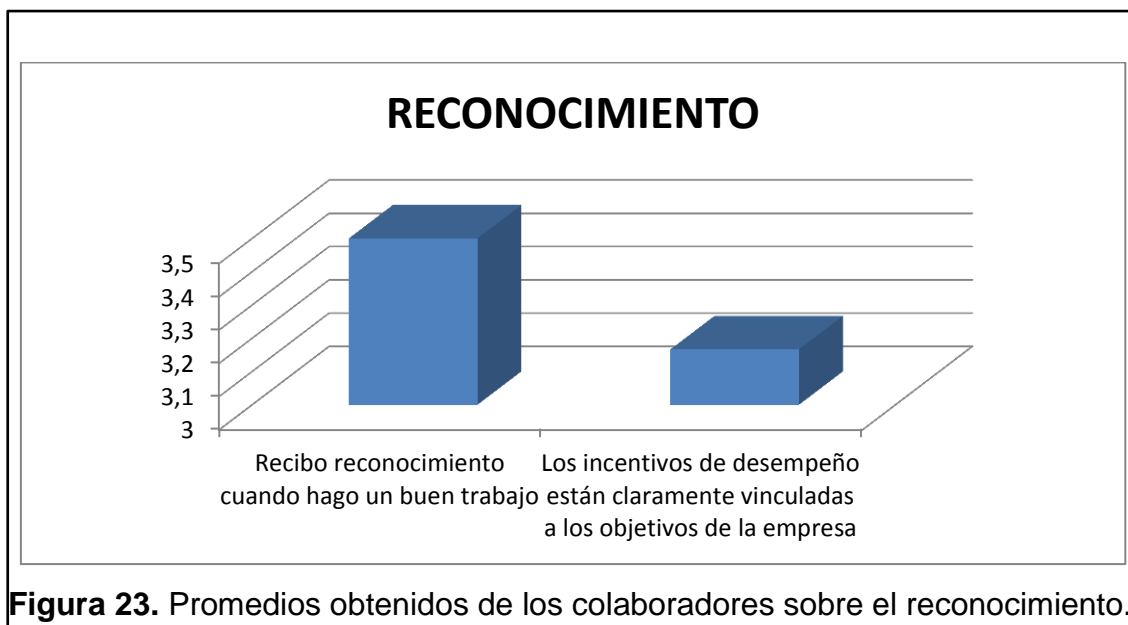 RECONOCIMIENTO
3,5
3,4
3,3
3,2
3,1
3
Recibo reconocimiento
cuando hago un buen trabajo
Los incentivos de desempeño
están claramente vinculadas
a los objetivos de la empresa
Figura 23. Promedios obtenidos de los colaboradores sobre el reconocimiento.